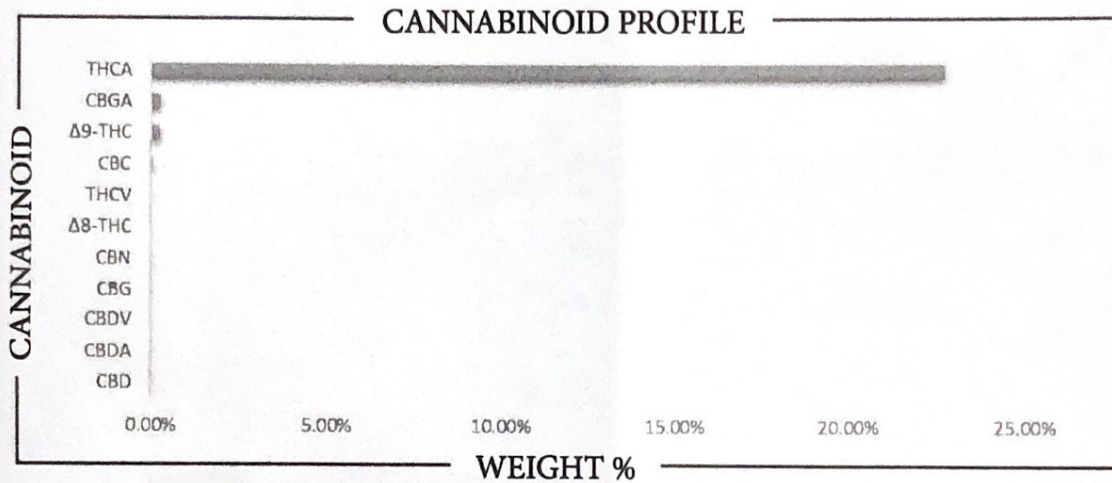 CANNABINOID PROFILE
CANNABINOID
THCA
CBGA
Δ9-THC
CBC
THCV
Δ8-THC
CBN
CBG
CBDV
CBDA
CBD
0.00% 5.00% 10.00% 15.00% 20.00% 25.00%
WEIGHT %